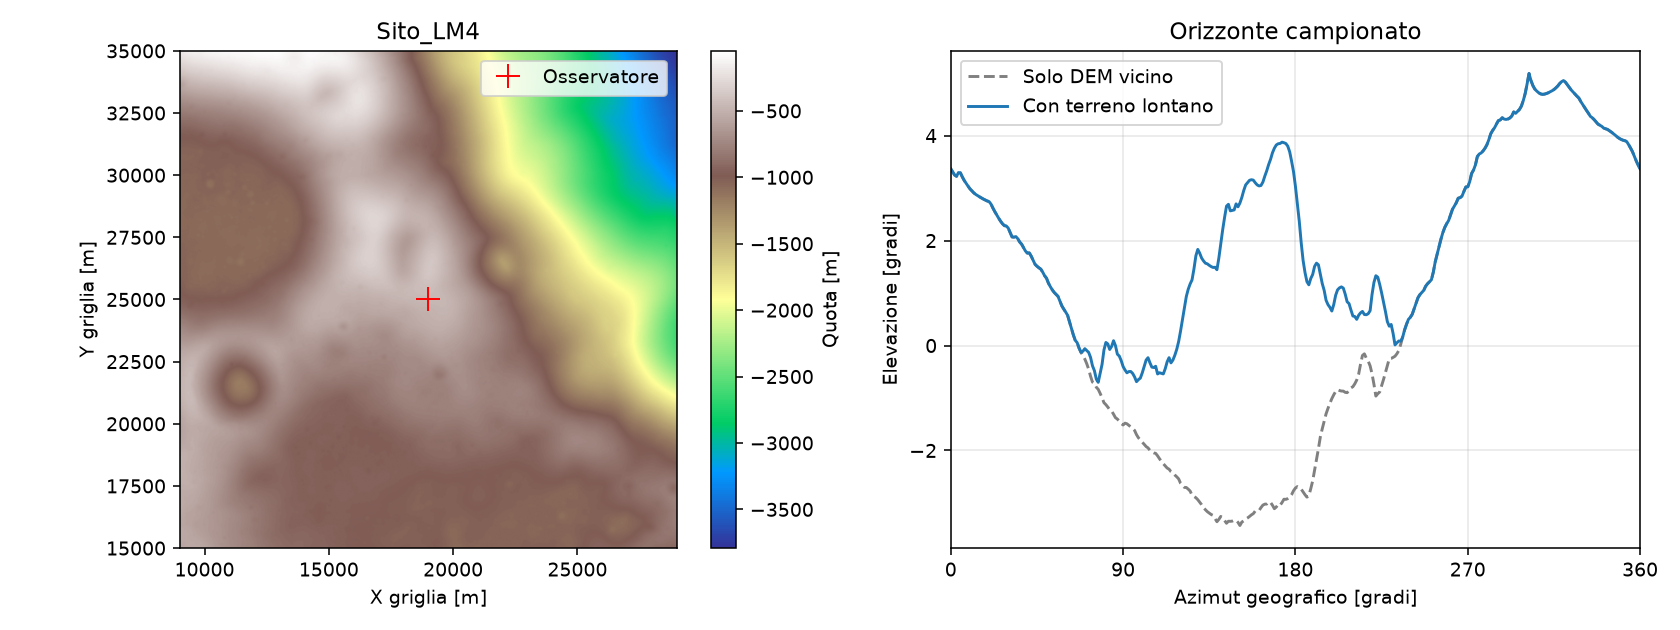 Sito_LM4
35000
32500
30000
27500
25000
22500
20000
17500
15000
Y griglia [m]
10000
15000
20000
25000
X griglia [m]
Osservatore
−500
−1000
−1500
−2000
−2500
−3000
−3500
Quota [m]
Orizzonte campionato
Solo DEM vicino
Con terreno lontano
4
2
0
−2
Elevazione [gradi]
0
90
180
270
360
Azimut geografico [gradi]